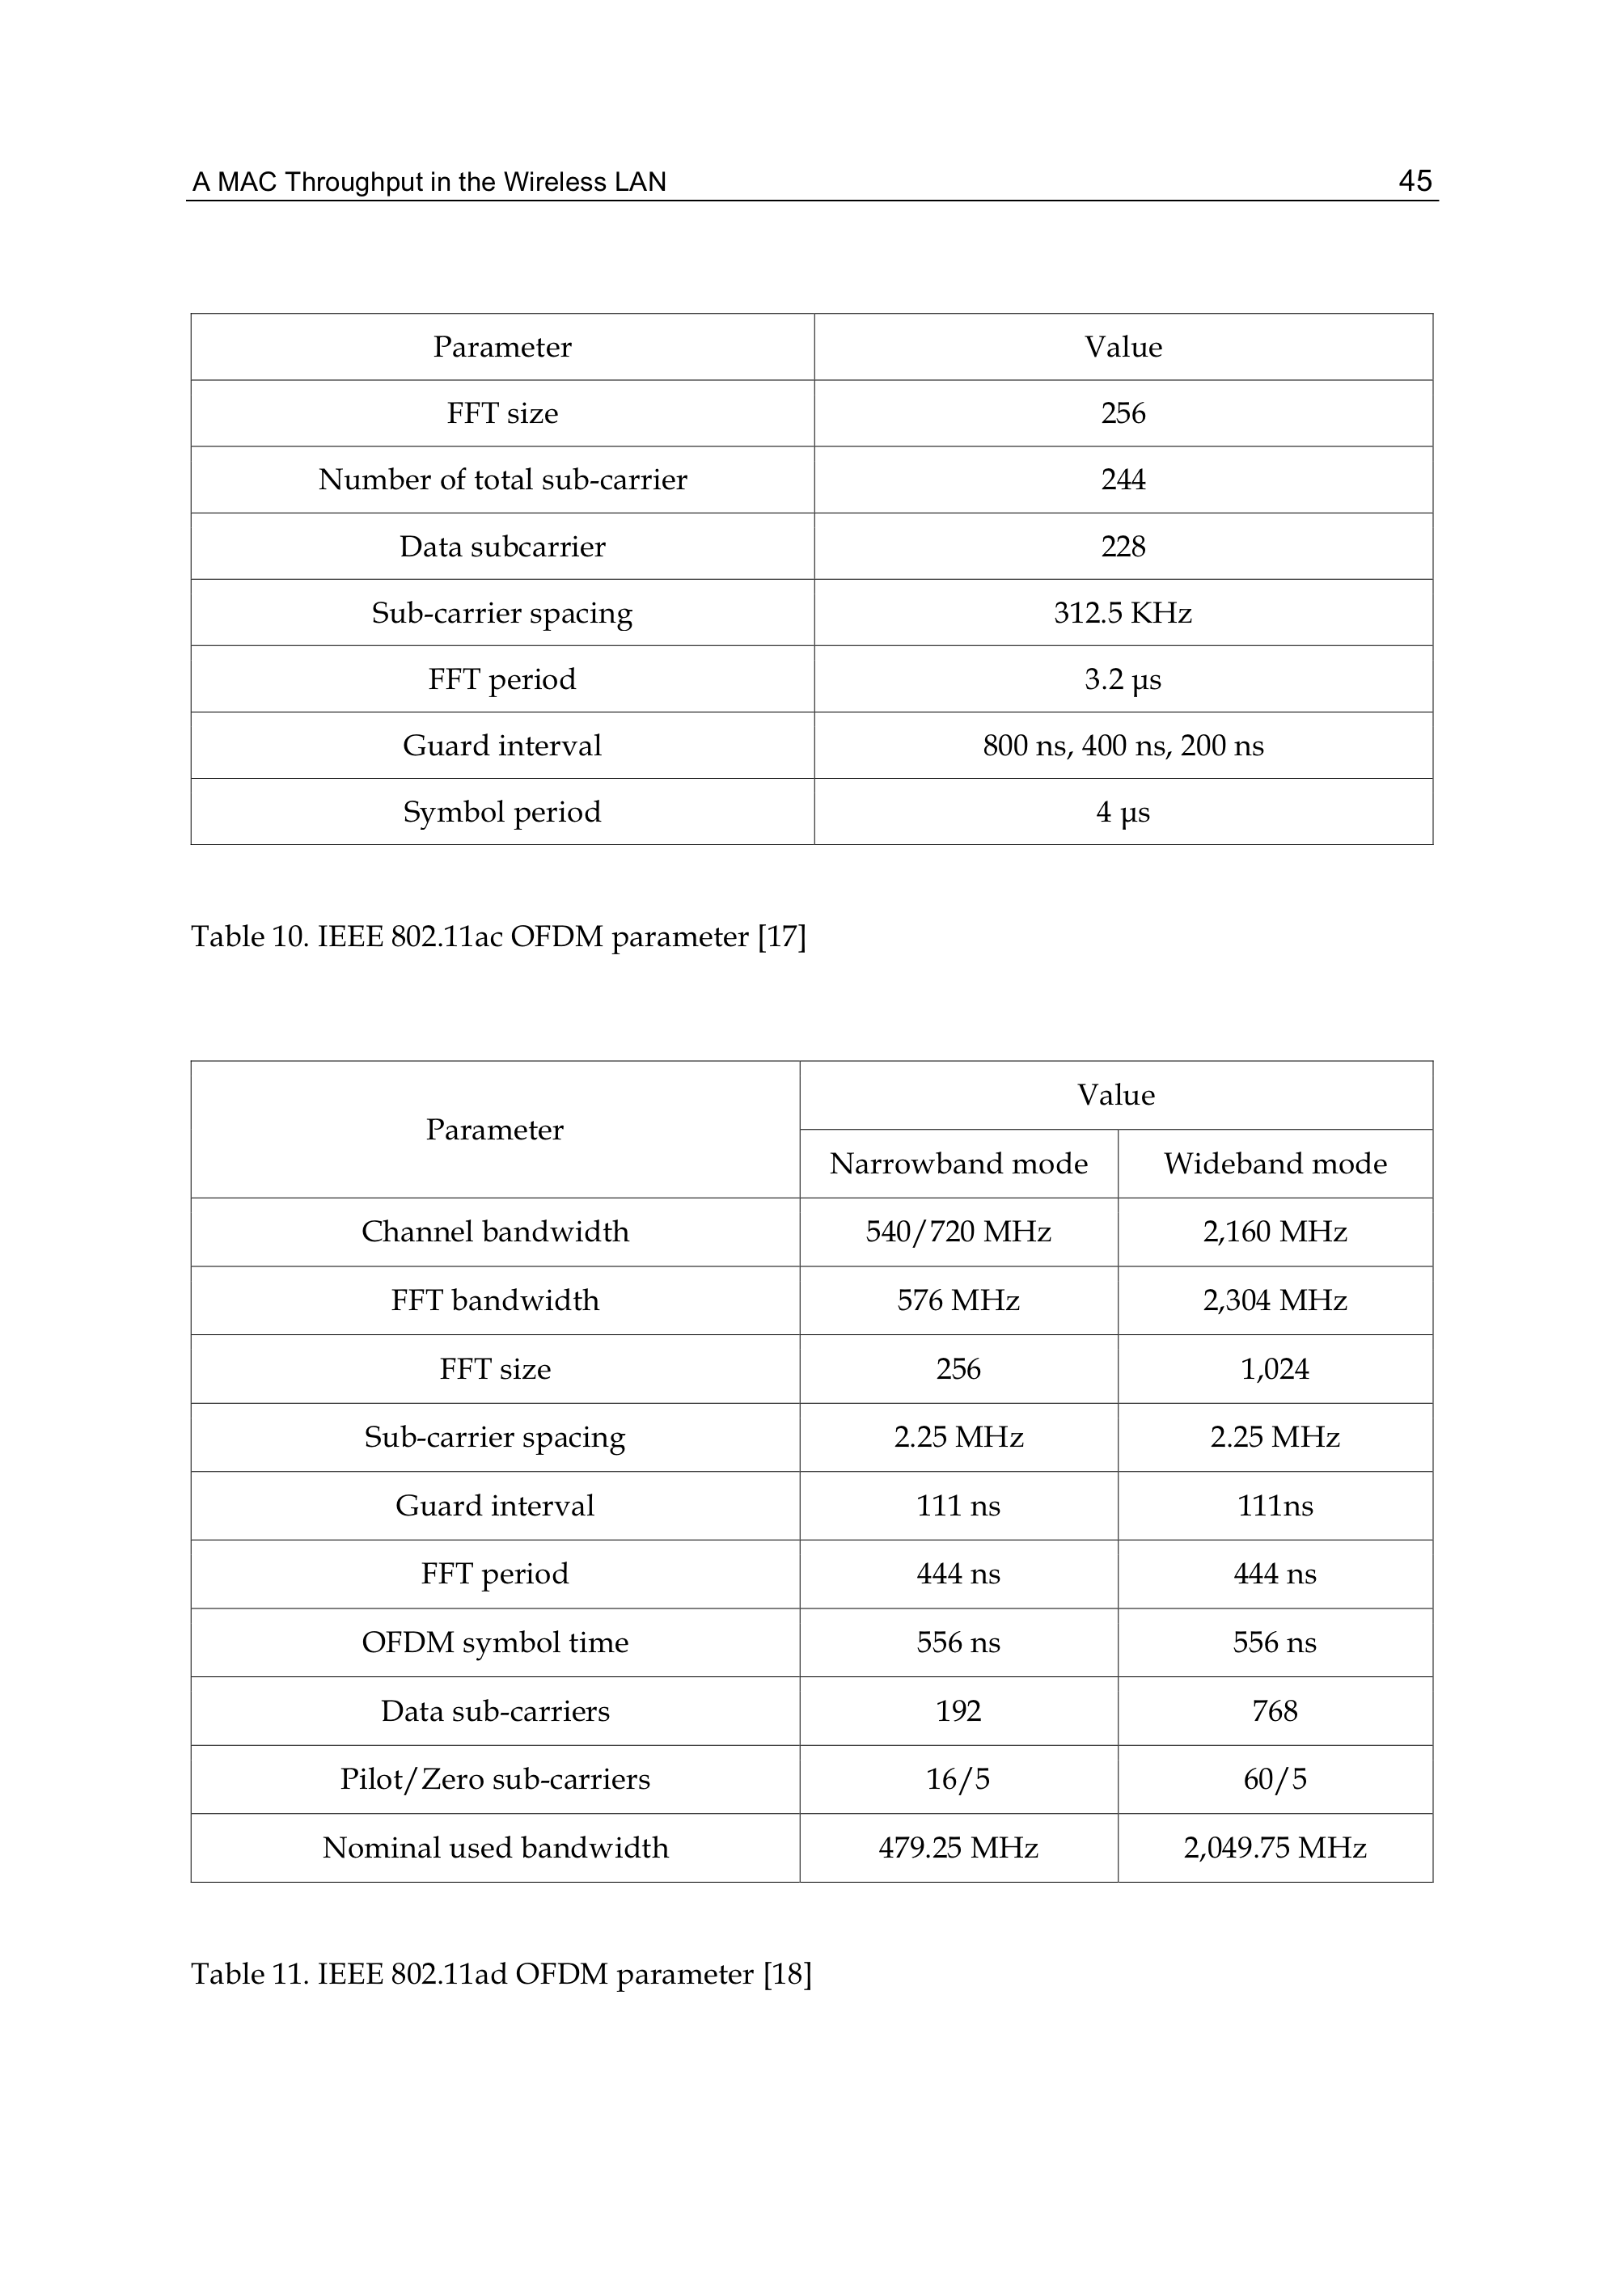 A MAC Throughput in the Wireless LAN 45
Parameter Value
FFT size 256
Number of total sub-carrier 244
Data subcarrier 228
Sub-carrier spacing 312.5 KHz
FFT period 3.2 µs
Guard interval 800 ns, 400 ns, 200 ns
Symbol period 4 µs
Table 10. IEEE 802.11ac OFDM parameter [17]
Parameter Value
Narrowband mode Wideband mode
Channel bandwidth 540/720 MHz 2,160 MHz
FFT bandwidth 576 MHz 2,304 MHz
FFT size 256 1,024
Sub-carrier spacing 2.25 MHz 2.25 MHz
Guard interval 111 ns 111ns
FFT period 444 ns 444 ns
OFDM symbol time 556 ns 556 ns
Data sub-carriers 192 768
Pilot/Zero sub-carriers 16/5 60/5
Nominal used bandwidth 479.25 MHz 2,049.75 MHz
Table 11. IEEE 802.11ad OFDM parameter [18]